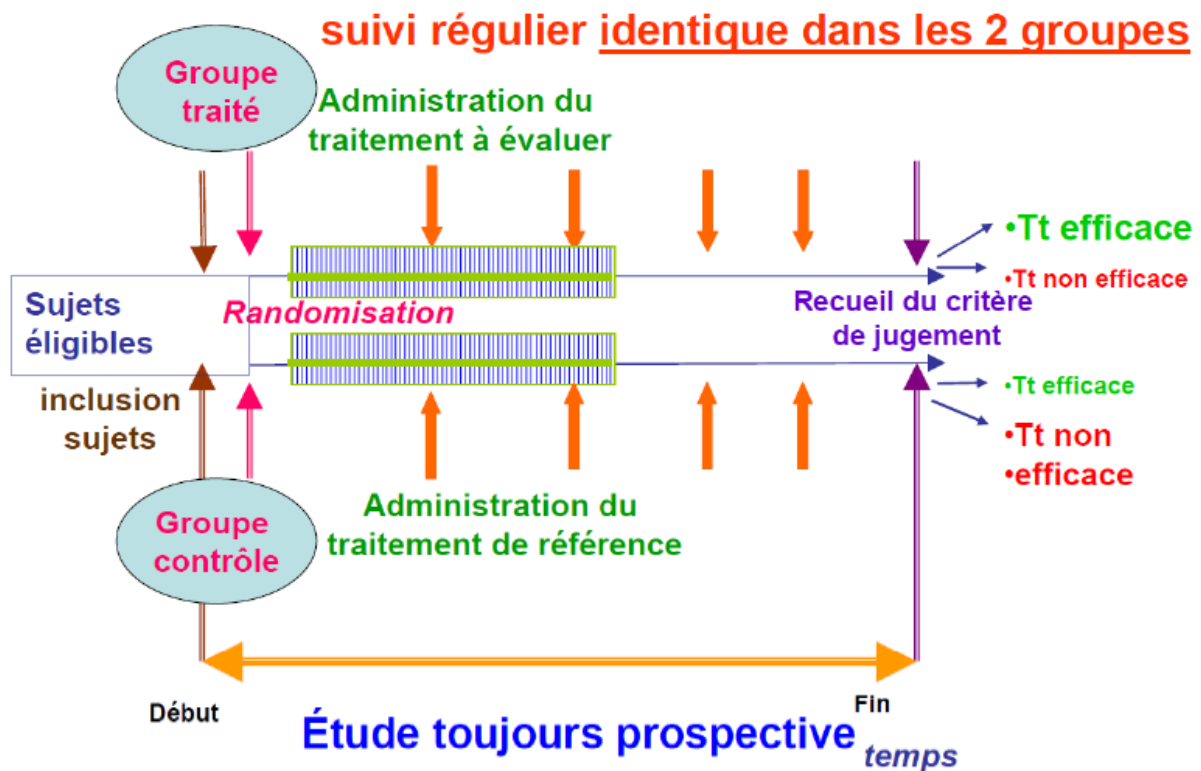 suivi régulier identique dans les 2 groupes
Groupe
traité
Administration du
traitement à évaluer
•Tt efficace
•Tt non efficace
Sujets
éligibles
Randomisation
Recueil du critère
de jugement
inclusion
sujets
•Tt efficace
•Tt non
•efficace
Groupe
contrôle
Administration du
traitement de référence
Début
Fin
Étude toujours prospective
temps